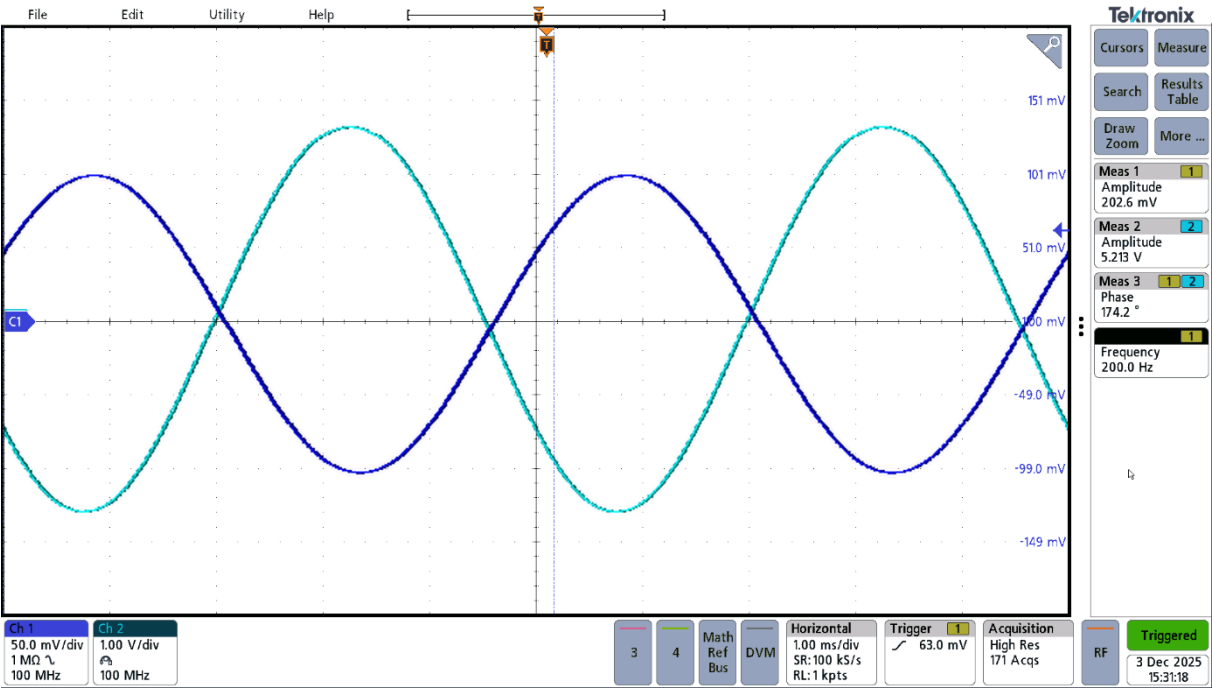 File Edit Utility Help
Tektronix
T
T
Cursors Measure
Search Results Table
Draw Zoom More ...
151 mV
101 mV
51.0 mV
C1
-49.0 mV
-99.0 mV
-149 mV
Meas 1 1
Amplitude
202.6 mV
Meas 2 2
Amplitude
5.213 V
Meas 3 1 2
Phase
174.2 °
1
Frequency
200.0 Hz
Ch 1
50.0 mV/div
1 MΩ
100 MHz
Ch 2
1.00 V/div
100 MHz
3
4
Math
Ref
Bus
DVM
Horizontal
1.00 ms/div
SR: 100 kS/s
RL: 1 kpts
Trigger 1
63.0 mV
Acquisition
High Res
171 Acqs
RF
Triggered
3 Dec 2025
15:31:18